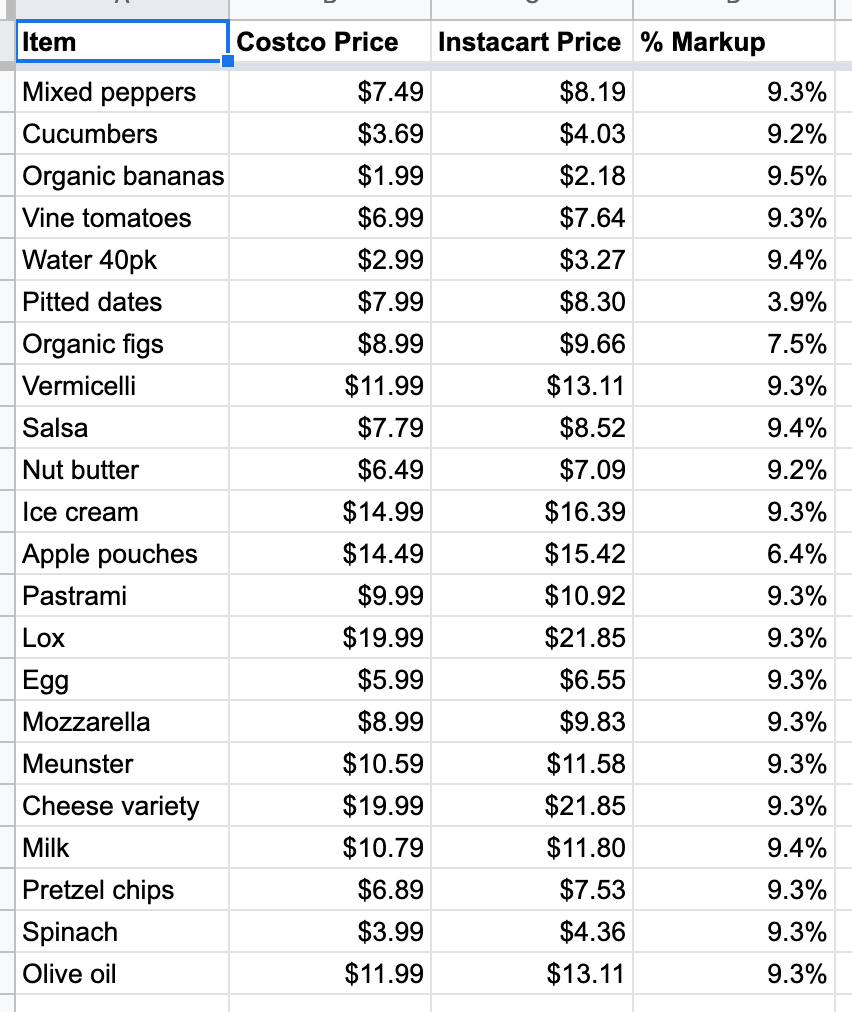 Item Costco Price Instacart Price % Markup
Mixed peppers $7.49 $8.19 9.3%
Cucumbers $3.69 $4.03 9.2%
Organic bananas $1.99 $2.18 9.5%
Vine tomatoes $6.99 $7.64 9.3%
Water 40pk $2.99 $3.27 9.4%
Pitted dates $7.99 $8.30 3.9%
Organic figs $8.99 $9.66 7.5%
Vermicelli $11.99 $13.11 9.3%
Salsa $7.79 $8.52 9.4%
Nut butter $6.49 $7.09 9.2%
Ice cream $14.99 $16.39 9.3%
Apple pouches $14.49 $15.42 6.4%
Pastrami $9.99 $10.92 9.3%
Lox $19.99 $21.85 9.3%
Egg $5.99 $6.55 9.3%
Mozzarella $8.99 $9.83 9.3%
Meunster $10.59 $11.58 9.3%
Cheese variety $19.99 $21.85 9.3%
Milk $10.79 $11.80 9.4%
Pretzel chips $6.89 $7.53 9.3%
Spinach $3.99 $4.36 9.3%
Olive oil $11.99 $13.11 9.3%